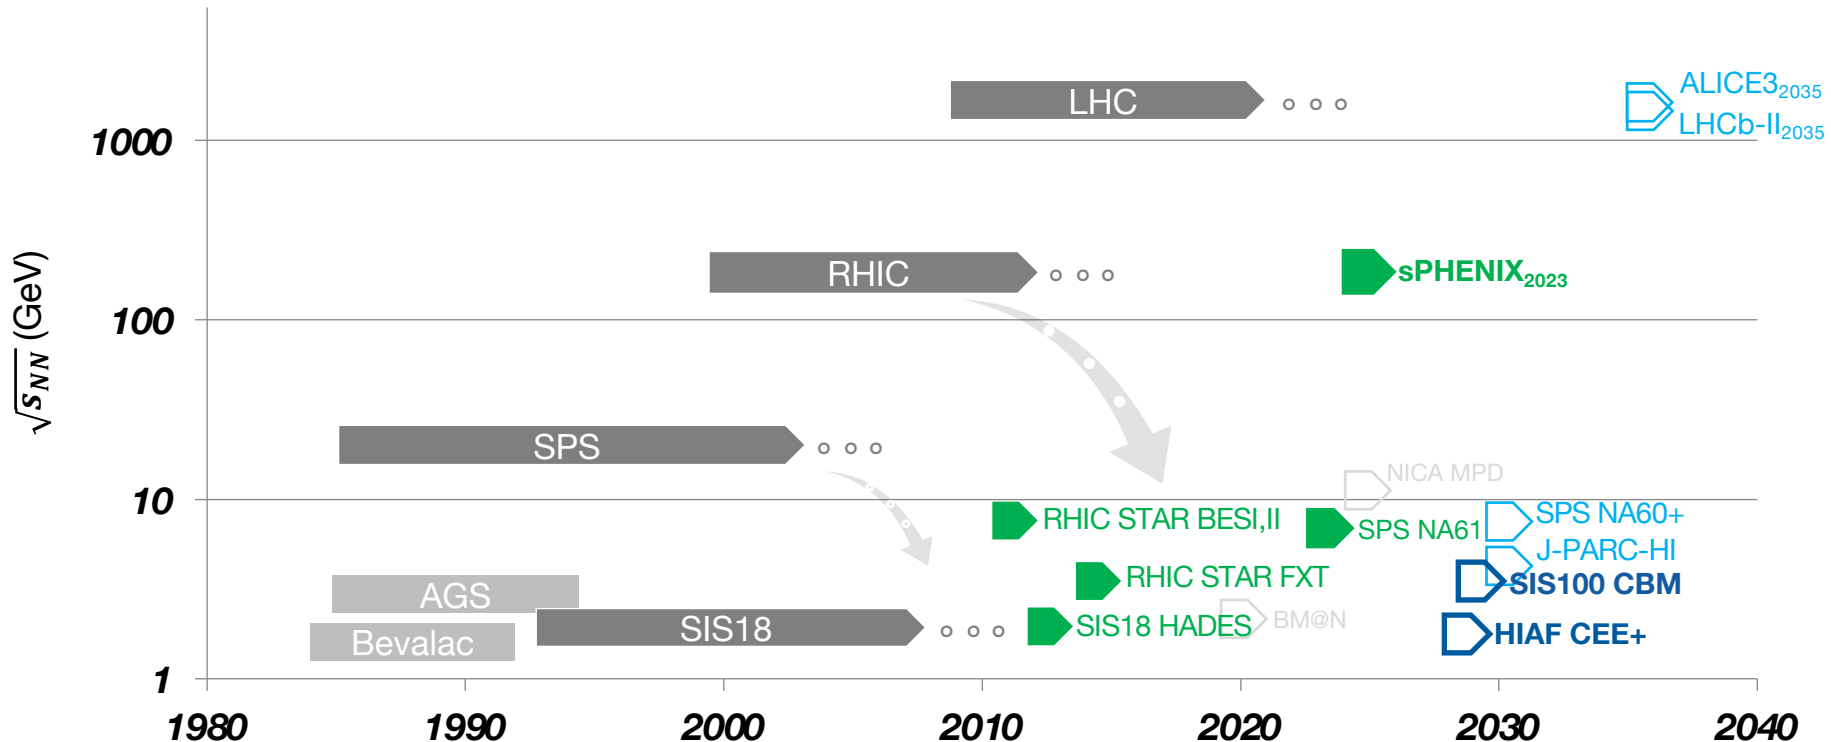 ALICE3₂₀₃₅
LHC
LHCb-II₂₀₃₅
1000
RHIC
sPHENIX₂₀₂₃
100
√s_NN (GeV)
SPS
NICA MPD
10
RHIC STAR BESI,II
SPS NA61
SPS NA60+
J-PARC-HI
RHIC STAR FXT
SIS100 CBM
AGS
SIS18
SIS18 HADES
BM@N
HIAF CEE+
Bevalac
1
1980 1990 2000 2010 2020 2030 2040